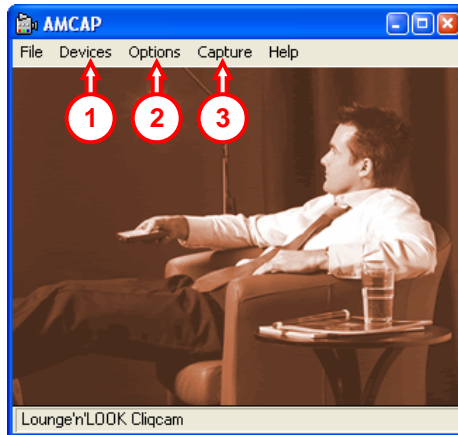 AMCAP
File Devices Options Capture Help
1 2 3
Lounge'n'LOOK Cliqcam